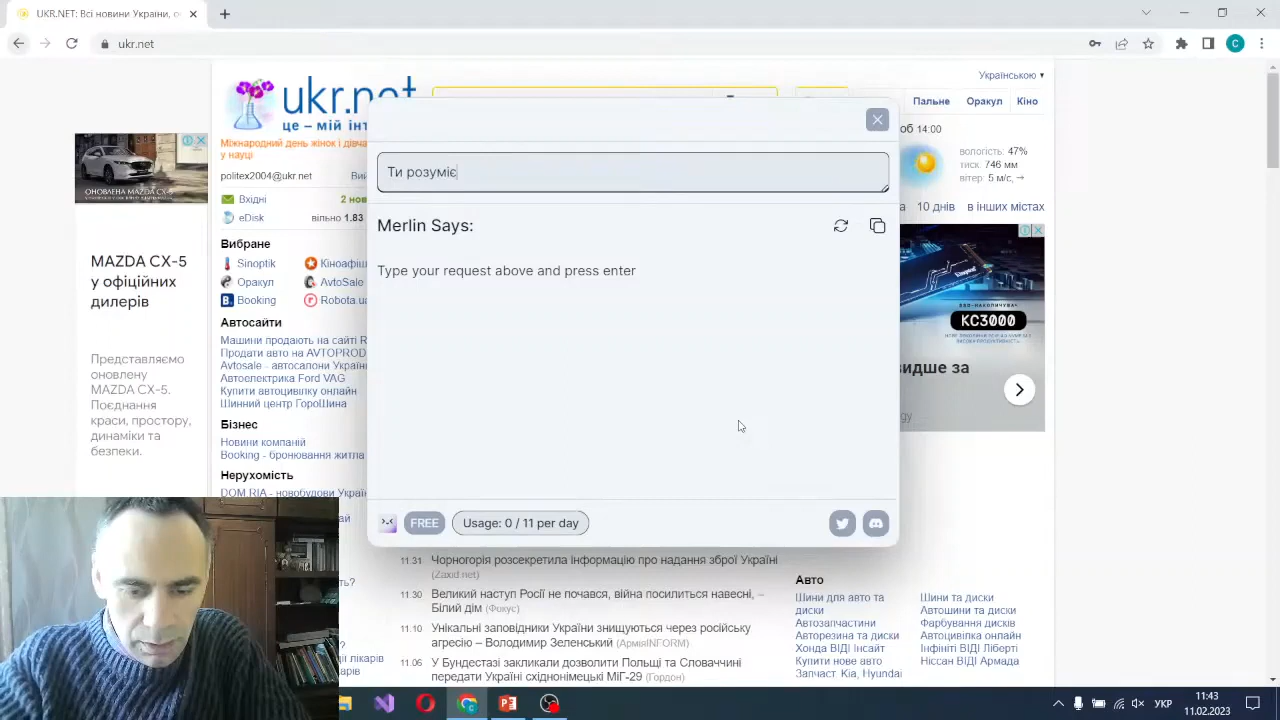 UKR.NET: Всі новини України, о
ukr.net
Українською ▾
ukr.net
це – мій інт
Пальне
Оракул
Кіно
Міжнародний день жінок і дівча
у науці
об 14:00
вологість: 47%
тиск: 746 мм
вітер: 5 м/с, →
politex2004@ukr.net
Ви
Вхідні
2 нов
eDisk
вільно 1.83
10 днів
в інших містах
ОНОВЛЕНА MAZDA CX-5
MAZDA CX-5
у офіційних
дилерів
Представляємо
оновлену
MAZDA CX-5.
Поєднання
краси, простору,
динаміки та
безпеки.
Вибране
Sinoptik
Кіноафіш
Оракул
AvtoSale
Booking
Robota.ua
Автосайти
Машини продають на сайті R
Продати авто на AVTOPROD
Avtosale - автосалони Україн
Автоелектрика Ford VAG
Купити автоцивілку онлайн
Шинний центр ГороШина
Бізнес
Новини компаній
Booking - бронювання житла
Нерухомість
DOM.RIA - новобудови Украї
Ти розуміє
Merlin Says:
Type your request above and press enter
FREE
Usage: 0 / 11 per day
KC3000
видше за
11.31 Чорногорія розсекретила інформацію про надання зброї Україні
(Zaxid.net)
11.30 Великий наступ Росії не почався, війна посилиться навесні, –
Білий дім (Фокус)
11.10 Унікальні заповідники України знищуються через російську
агресію – Володимир Зеленський (АрміяINFORM)
11.06 У Бундестазі закликали дозволити Польщі та Словаччині
передати Україні східнонімецькі МіГ-29 (Гордон)
Авто
Шини для авто та
диски
Автозапчастини
Авторезина та диски
Хонда ВІДІ Інсайт
Купити нове авто
Запчаст. Kia, Hyundai
Шини та диски
Автошини та диски
Фарбування дисків
Автоцивілка онлайн
Інфініті ВІДІ Ліберті
Ніссан ВІДІ Армада
ії лікарів
карів
УКР
11:43
11.02.2023